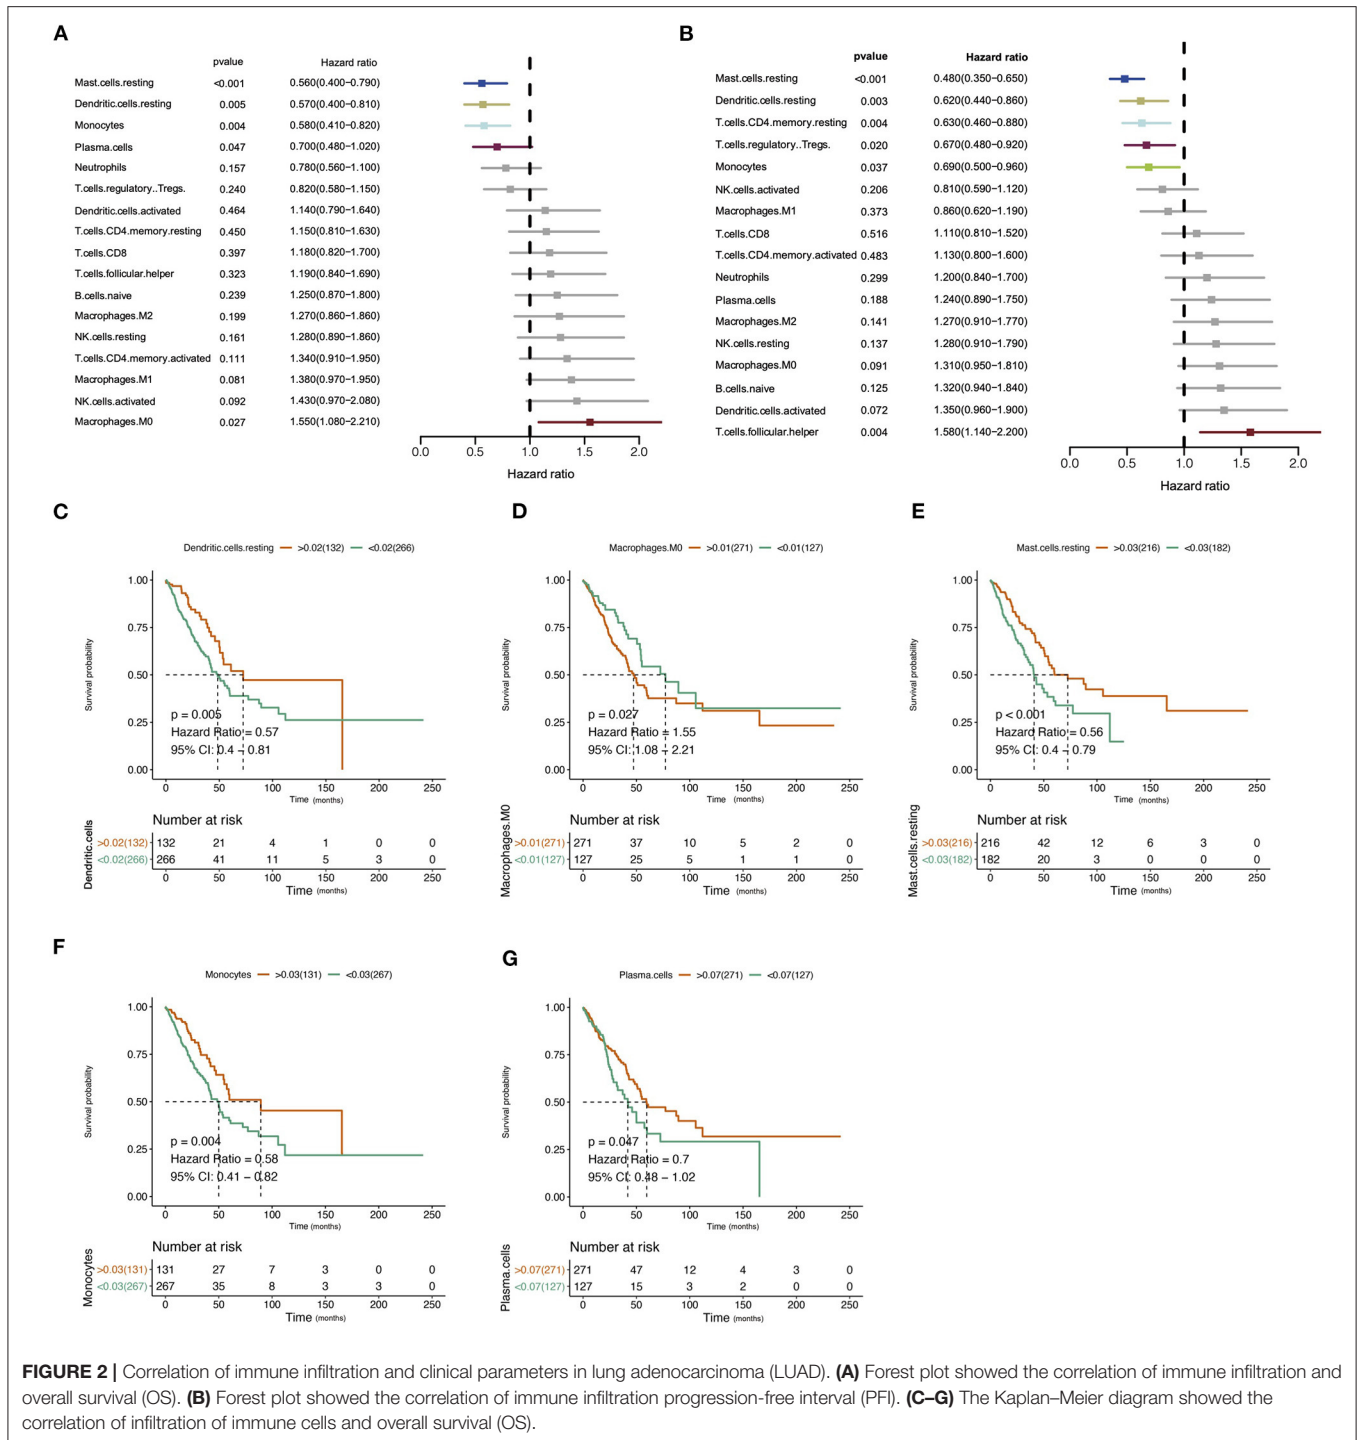 A
pvalue Hazard ratio
Mast.cells.resting <0.001 0.560(0.400−0.790)
Dendritic.cells.resting 0.005 0.570(0.400−0.810)
Monocytes 0.004 0.580(0.410−0.820)
Plasma.cells 0.047 0.700(0.480−1.020)
Neutrophils 0.157 0.780(0.560−1.100)
T.cells.regulatory..Tregs. 0.240 0.820(0.580−1.150)
Dendritic.cells.activated 0.464 1.140(0.790−1.640)
T.cells.CD4.memory.resting 0.450 1.150(0.810−1.630)
T.cells.CD8 0.397 1.180(0.820−1.700)
T.cells.follicular.helper 0.323 1.190(0.840−1.690)
B.cells.naive 0.239 1.250(0.870−1.800)
Macrophages.M2 0.199 1.270(0.860−1.860)
NK.cells.resting 0.161 1.280(0.890−1.860)
T.cells.CD4.memory.activated 0.111 1.340(0.910−1.950)
Macrophages.M1 0.081 1.380(0.970−1.950)
NK.cells.activated 0.092 1.430(0.970−2.080)
Macrophages.M0 0.027 1.550(1.080−2.210)
0.0 0.5 1.0 1.5 2.0
Hazard ratio
B
pvalue Hazard ratio
Mast.cells.resting <0.001 0.480(0.350−0.650)
Dendritic.cells.resting 0.003 0.620(0.440−0.860)
T.cells.CD4.memory.resting 0.004 0.630(0.460−0.880)
T.cells.regulatory..Tregs. 0.020 0.670(0.480−0.920)
Monocytes 0.037 0.690(0.500−0.960)
NK.cells.activated 0.206 0.810(0.590−1.120)
Macrophages.M1 0.373 0.860(0.620−1.190)
T.cells.CD8 0.516 1.110(0.810−1.520)
T.cells.CD4.memory.activated 0.483 1.130(0.800−1.600)
Neutrophils 0.299 1.200(0.840−1.700)
Plasma.cells 0.188 1.240(0.890−1.750)
Macrophages.M2 0.141 1.270(0.910−1.770)
NK.cells.resting 0.137 1.280(0.910−1.790)
Macrophages.M0 0.091 1.310(0.950−1.810)
B.cells.naive 0.125 1.320(0.940−1.840)
Dendritic.cells.activated 0.072 1.350(0.960−1.900)
T.cells.follicular.helper 0.004 1.580(1.140−2.200)
0.0 0.5 1.0 1.5 2.0
Hazard ratio
C
Dendritic.cells.resting >0.02(132) <0.02(266)
Survival probability
1.00
0.75
0.50
0.25
0.00
p = 0.005
Hazard Ratio = 0.57
95% CI: 0.4 − 0.81
0 50 100 150 200 250
Time (months)
Number at risk
Dendritic.cells
>0.02(132) 132 21 4 1 0 0
<0.02(266) 266 41 11 5 3 0
0 50 100 150 200 250
Time (months)
D
Macrophages.M0 >0.01(271) <0.01(127)
Survival probability
1.00
0.75
0.50
0.25
0.00
p = 0.027
Hazard Ratio = 1.55
95% CI: 1.08 − 2.21
0 50 100 150 200 250
Time (months)
Number at risk
Macrophages.M0
>0.01(271) 271 37 10 5 2 0
<0.01(127) 127 25 5 1 1 0
0 50 100 150 200 250
Time (months)
E
Mast.cells.resting >0.03(216) <0.03(182)
Survival probability
1.00
0.75
0.50
0.25
0.00
p < 0.001
Hazard Ratio = 0.56
95% CI: 0.4 − 0.79
0 50 100 150 200 250
Time (months)
Number at risk
Mast.cells.resting
>0.03(216) 216 42 12 6 3 0
<0.03(182) 182 20 3 0 0 0
0 50 100 150 200 250
Time (months)
F
Monocytes >0.03(131) <0.03(267)
Survival probability
1.00
0.75
0.50
0.25
0.00
p = 0.004
Hazard Ratio = 0.58
95% CI: 0.41 − 0.82
0 50 100 150 200 250
Time (months)
Number at risk
Monocytes
>0.03(131) 131 27 7 3 0 0
<0.03(267) 267 35 8 3 3 0
0 50 100 150 200 250
Time (months)
G
Plasma.cells >0.07(271) <0.07(127)
Survival probability
1.00
0.75
0.50
0.25
0.00
p = 0.047
Hazard Ratio = 0.7
95% CI: 0.48 − 1.02
0 50 100 150 200 250
Time (months)
Number at risk
Plasma.cells
>0.07(271) 271 47 12 4 3 0
<0.07(127) 127 15 3 2 0 0
0 50 100 150 200 250
Time (months)
FIGURE 2 | Correlation of immune infiltration and clinical parameters in lung adenocarcinoma (LUAD). (A) Forest plot showed the correlation of immune infiltration and
overall survival (OS). (B) Forest plot showed the correlation of immune infiltration progression-free interval (PFI). (C–G) The Kaplan–Meier diagram showed the
correlation of infiltration of immune cells and overall survival (OS).